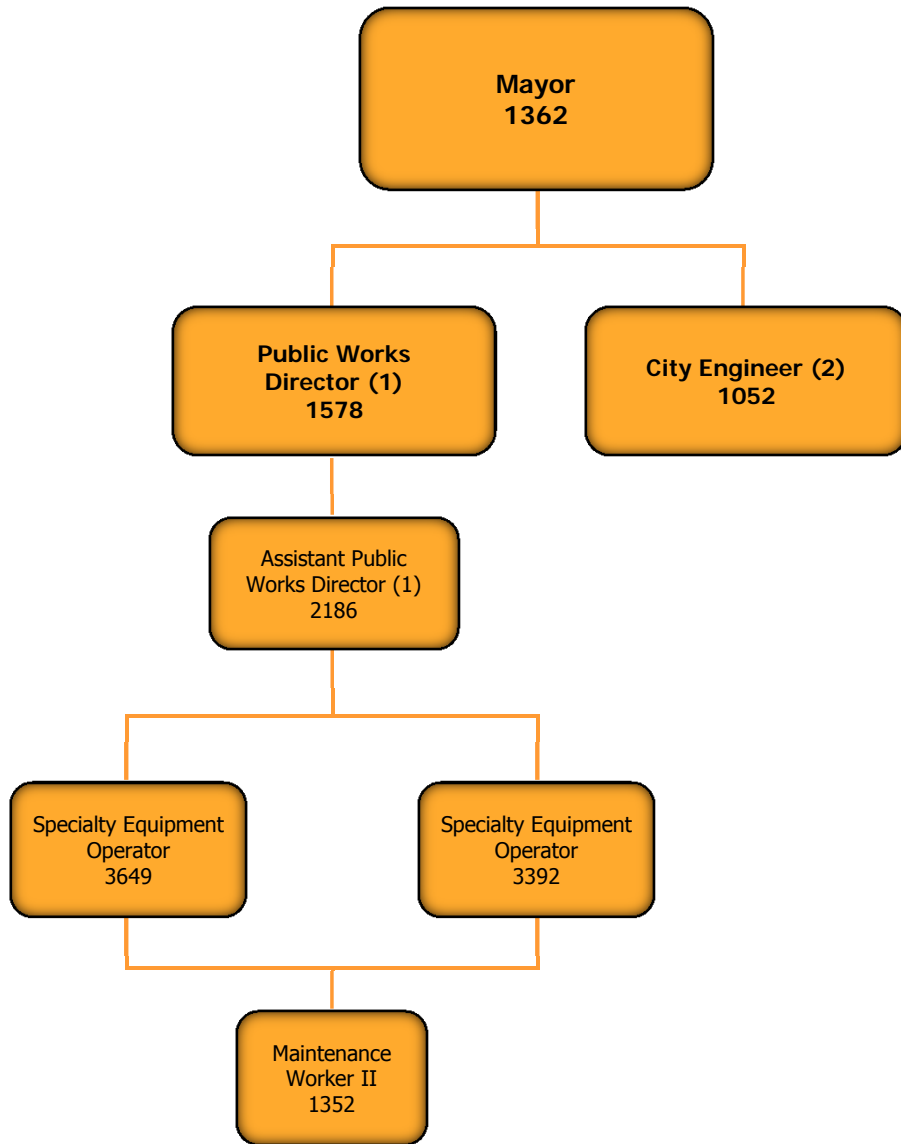 Mayor
1362
Public Works
Director (1)
1578
City Engineer (2)
1052
Assistant Public
Works Director (1)
2186
Specialty Equipment
Operator
3649
Specialty Equipment
Operator
3392
Maintenance
Worker II
1352